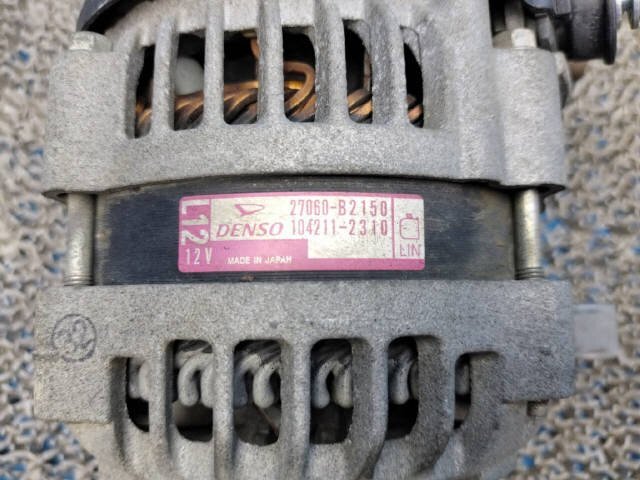 L12
27060-B2150
DENSO 104211-2310
12V MADE IN JAPAN
LIN